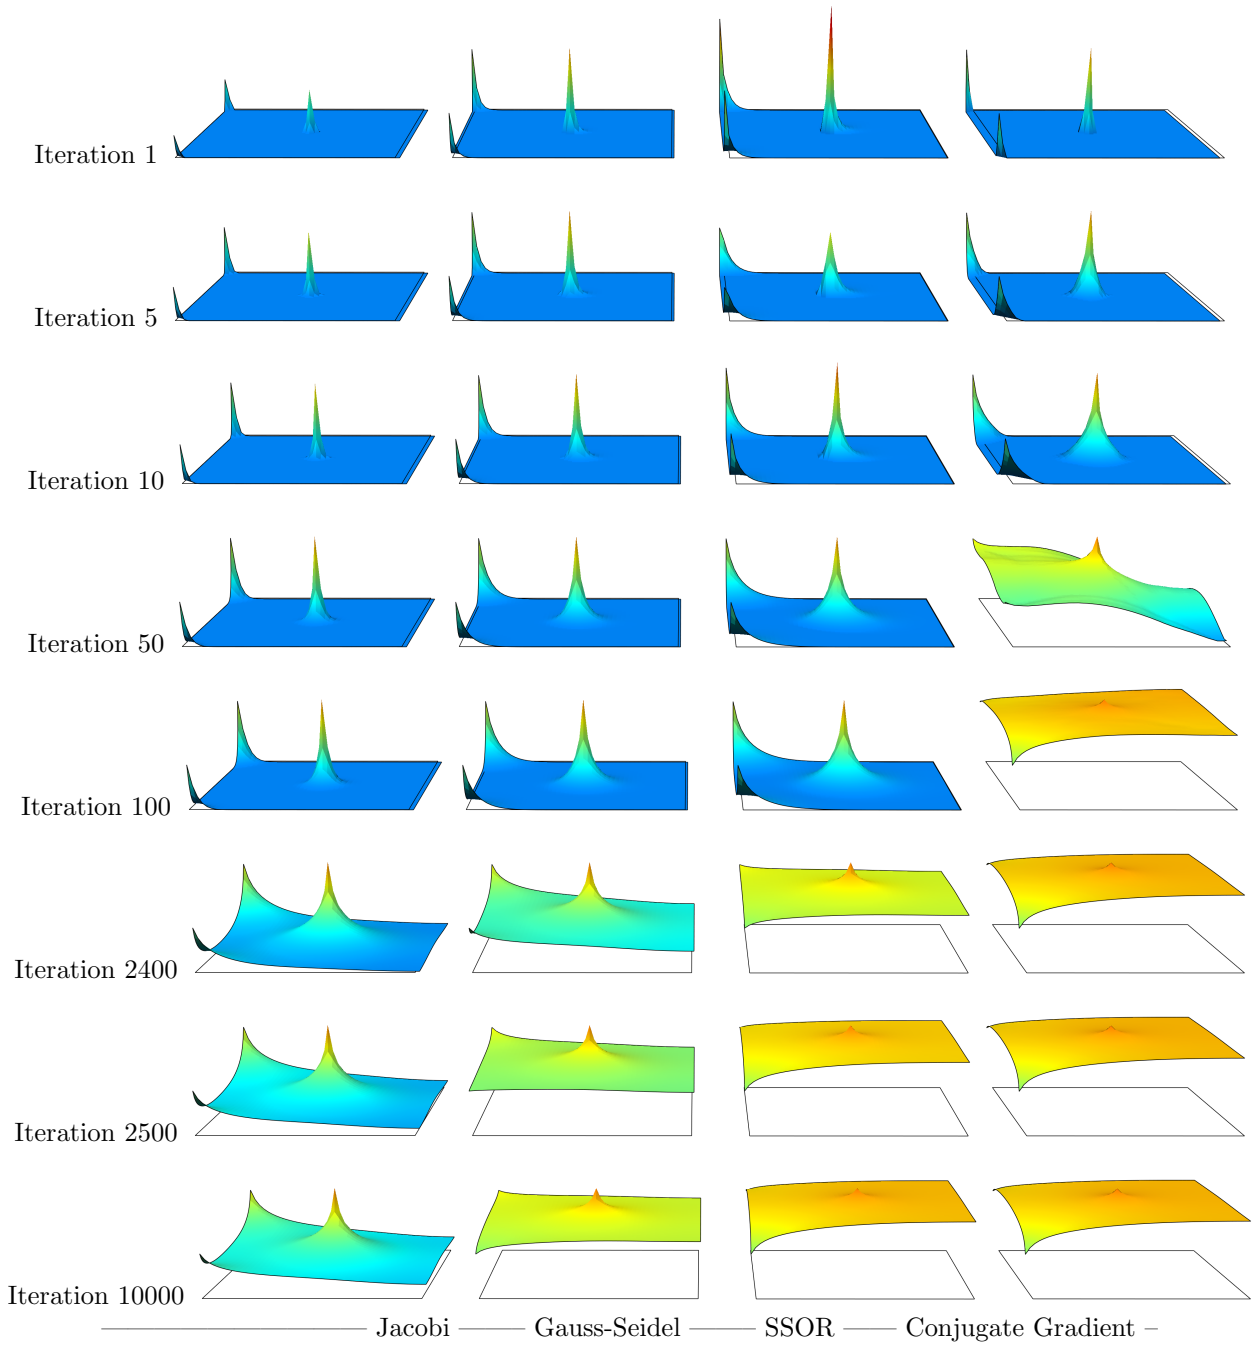 Iteration 1
Iteration 5
Iteration 10
Iteration 50
Iteration 100
Iteration 2400
Iteration 2500
Iteration 10000
Jacobi Gauss-Seidel SSOR Conjugate Gradient